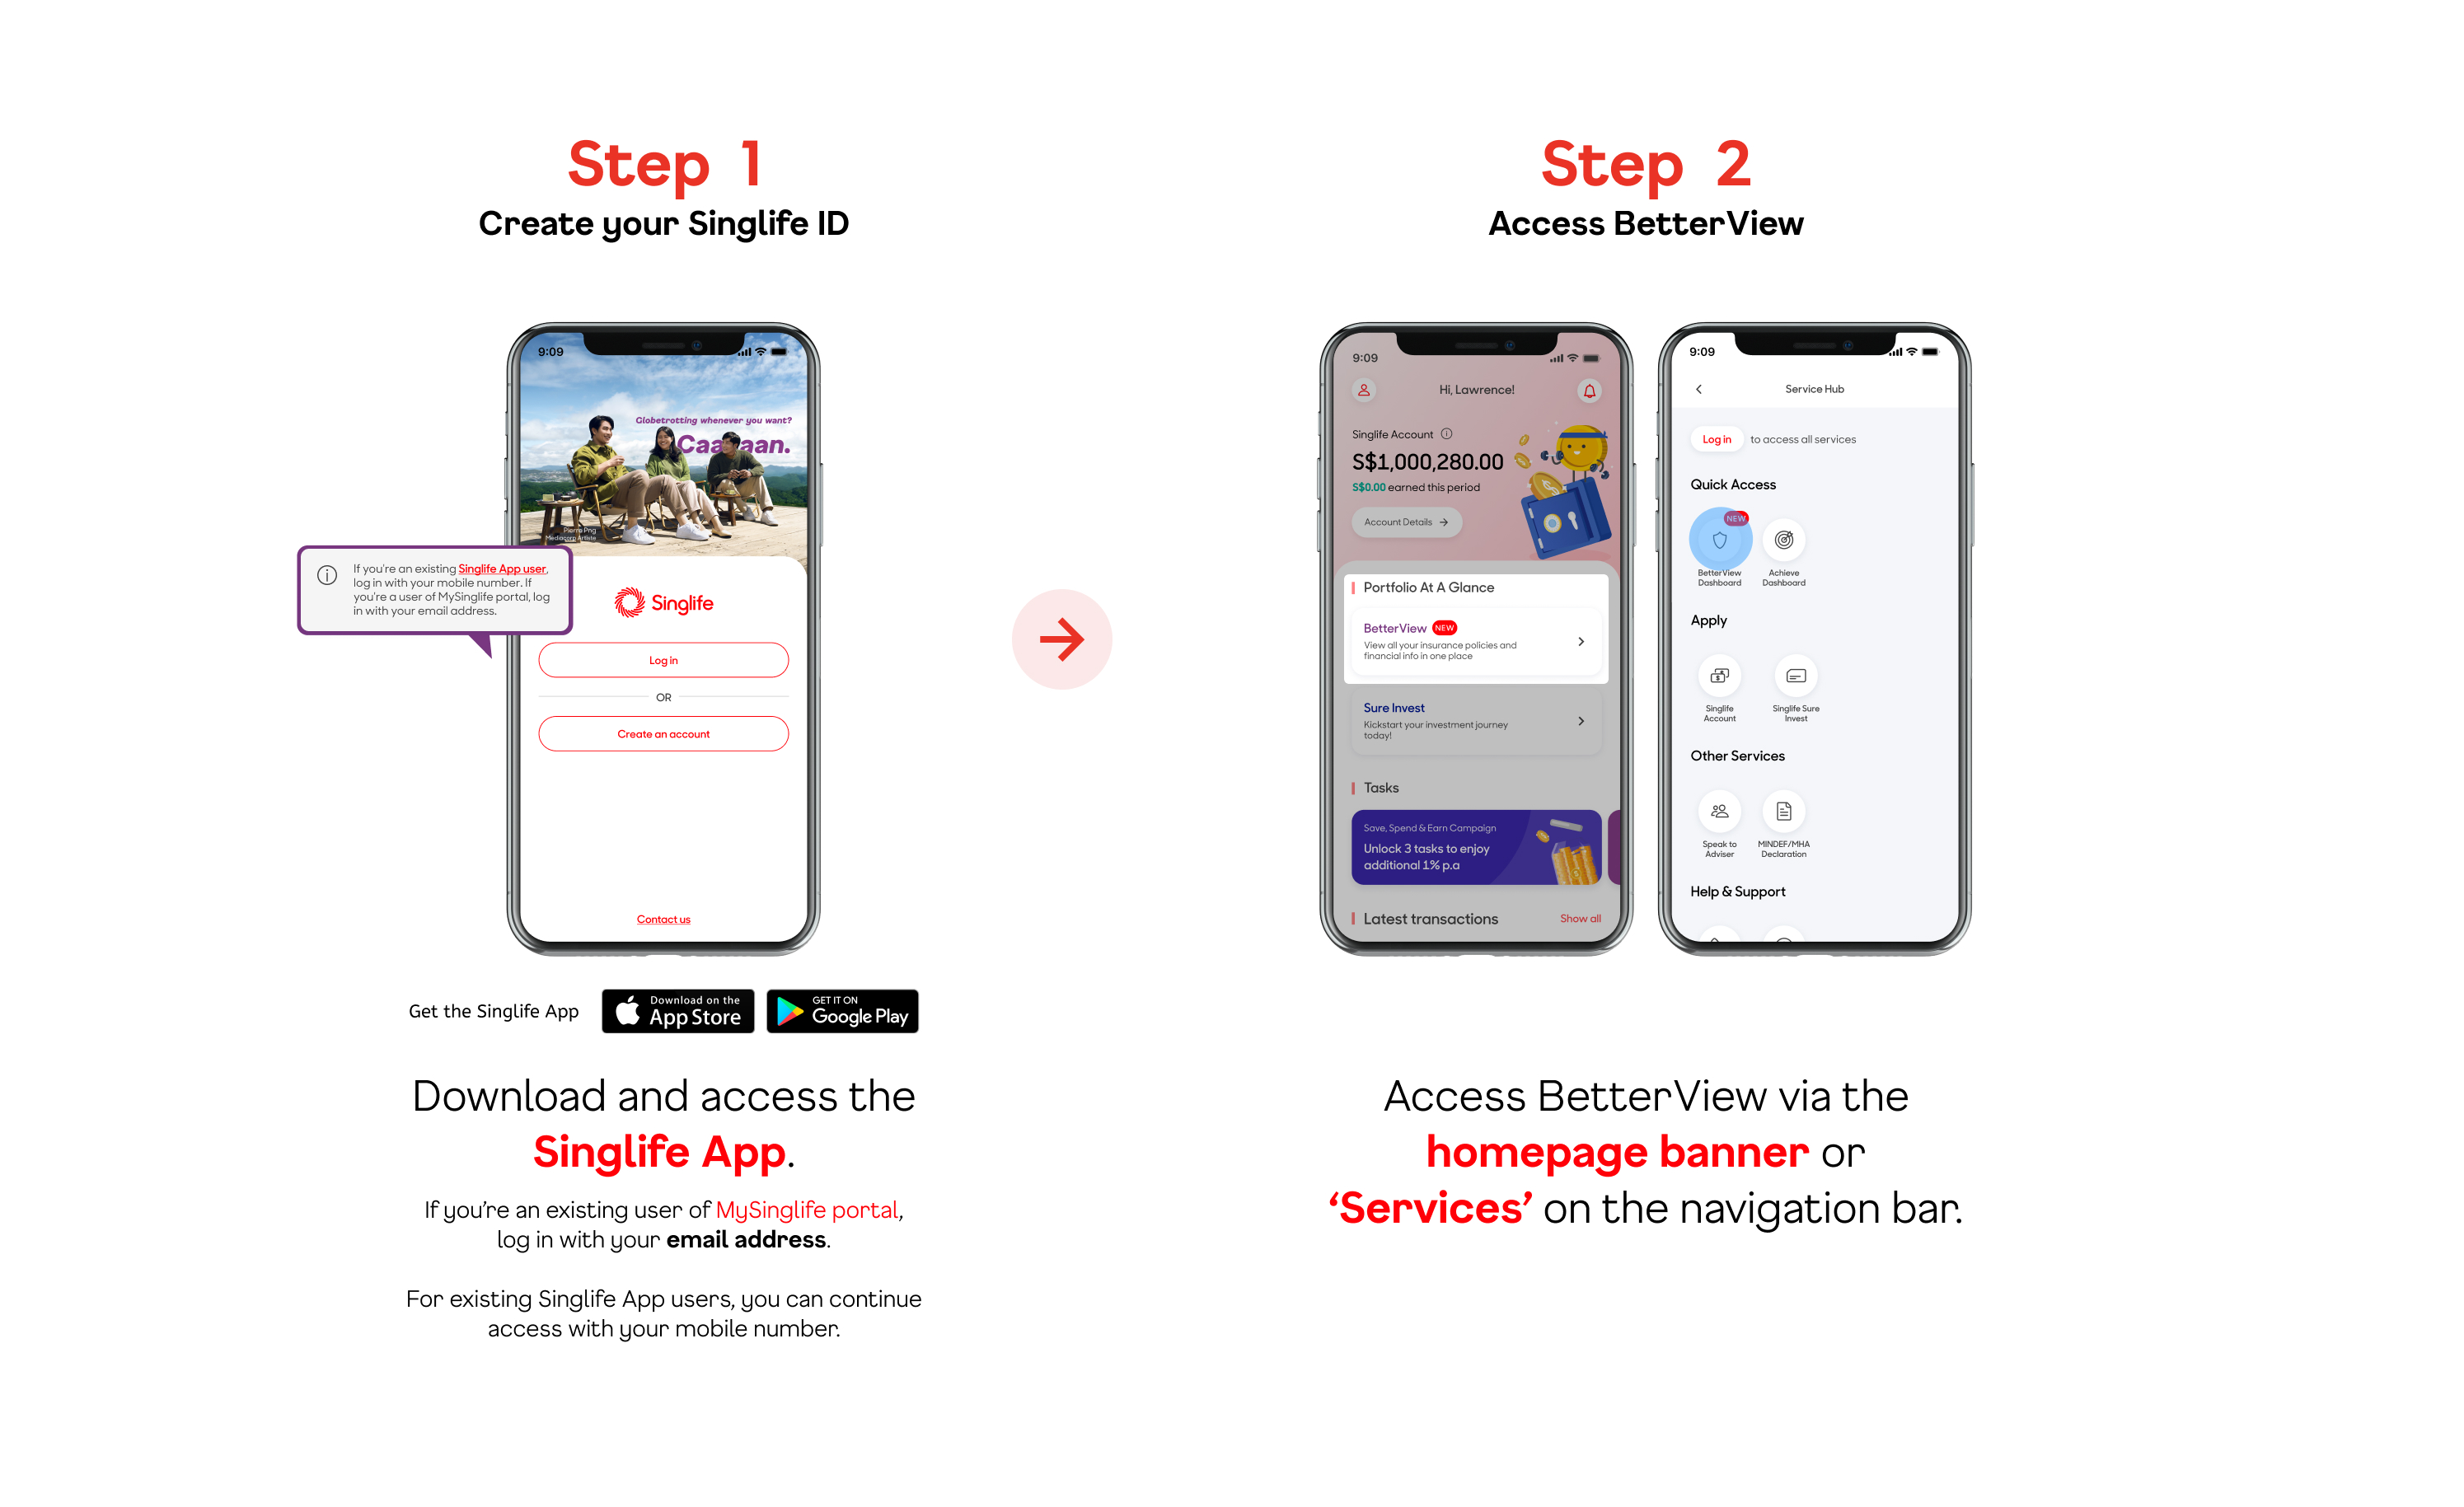 Step 1
Create your Singlife ID
9:09
Globetrotting whenever you want?
Pierre Png
Mediacorp Artiste
If you're an existing Singlife App user,
log in with your mobile number. If
you're a user of MySinglife portal, log
in with your email address.
Singlife
Log in
OR
Create an account
Contact us
Get the Singlife App
Download on the
App Store
GET IT ON
Google Play
Download and access the
Singlife App.
If you’re an existing user of MySinglife portal,
log in with your email address.
For existing Singlife App users, you can continue
access with your mobile number.
Step 2
Access BetterView
9:09
Hi, Lawrence!
Singlife Account
S$1,000,280.00
S$0.00 earned this period
Account Details
Portfolio At A Glance
BetterView NEW
View all your insurance policies and
financial info in one place
Sure Invest
Kickstart your investment journey
today!
Tasks
Save, Spend & Earn Campaign
Unlock 3 tasks to enjoy
additional 1% p.a
Latest transactions
Show all
9:09
Service Hub
Log in to access all services
Quick Access
NEW
BetterView
Dashboard
Achieve
Dashboard
Apply
Singlife
Account
Singlife Sure
Invest
Other Services
Speak to
Adviser
MINDEF/MHA
Declaration
Help & Support
Access BetterView via the
homepage banner or
‘Services’ on the navigation bar.